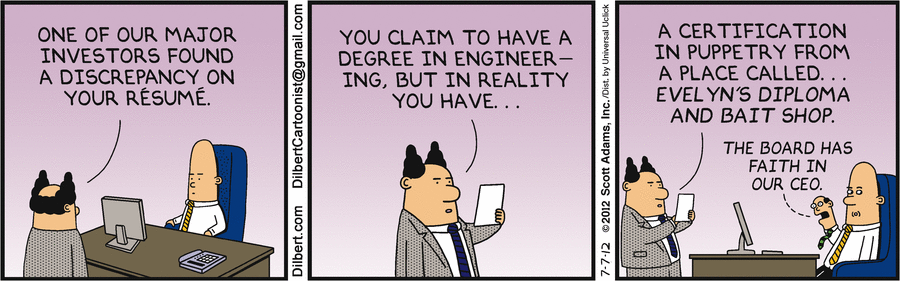 ONE OF OUR MAJOR
INVESTORS FOUND
A DISCREPANCY ON
YOUR RÉSUMÉ.
Dilbert.com DilbertCartoonist@gmail.com
YOU CLAIM TO HAVE A
DEGREE IN ENGINEER—
ING, BUT IN REALITY
YOU HAVE...
7-7-12 ©2012 Scott Adams, Inc./Dist. by Universal Uclick
A CERTIFICATION
IN PUPPETRY FROM
A PLACE CALLED...
EVELYN'S DIPLOMA
AND BAIT SHOP.
THE BOARD HAS
FAITH IN
OUR CEO.